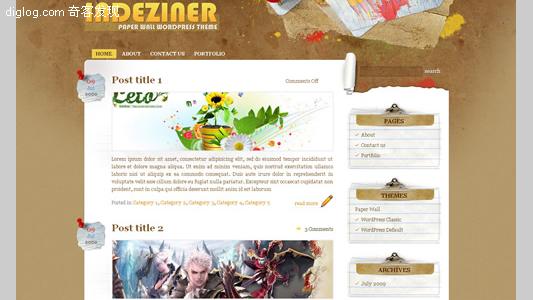 diglog.com 奇客发现
INDEZINER
PAPER WALL WORDPRESS THEME
HOME ABOUT CONTACT US PORTFOLIO
search
09
Jul
2009
Post title 1
Comments Off
Leto
Lorem ipsum dolor sit amet, consectetur adipisicing elit, sed do eiusmod tempor incididunt ut
labore et dolore magna aliqua. Ut enim ad minim veniam, quis nostrud exercitation ullamco
laboris nisi ut aliquip ex ea commodo consequat. Duis aute irure dolor in reprehenderit in
voluptate velit esse cillum dolore eu fugiat nulla pariatur. Excepteur sint occaecat cupidatat non
proident, sunt in culpa qui officia deserunt mollit anim id est laborum
Posted in: Category 1, Category 2, Category 3, Category 4, Category 5
read more
09
Jul
2009
Post title 2
3 Comments
PAGES
About
Contact us
Portfolio
THEMES
Paper Wall
WordPress Classic
WordPress Default
ARCHIVES
July 2009